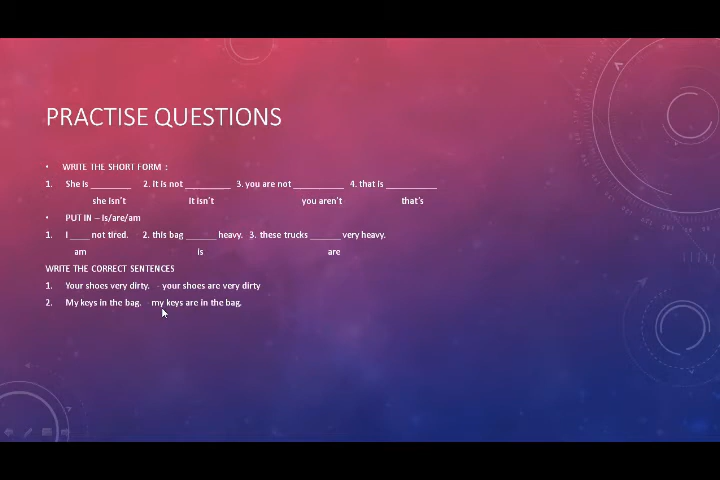 PRACTISE QUESTIONS
• WRITE THE SHORT FORM :
1. She is _________ 2. It is not __________ 3. you are not ___________ 4. that is ___________
she isn't it isn't you aren't that's
• PUT IN – is/are/am
1. I ____ not tired. 2. this bag ______ heavy. 3. these trucks ______ very heavy.
am is are
WRITE THE CORRECT SENTENCES
1. Your shoes very dirty. - your shoes are very dirty
2. My keys in the bag. - my keys are in the bag.